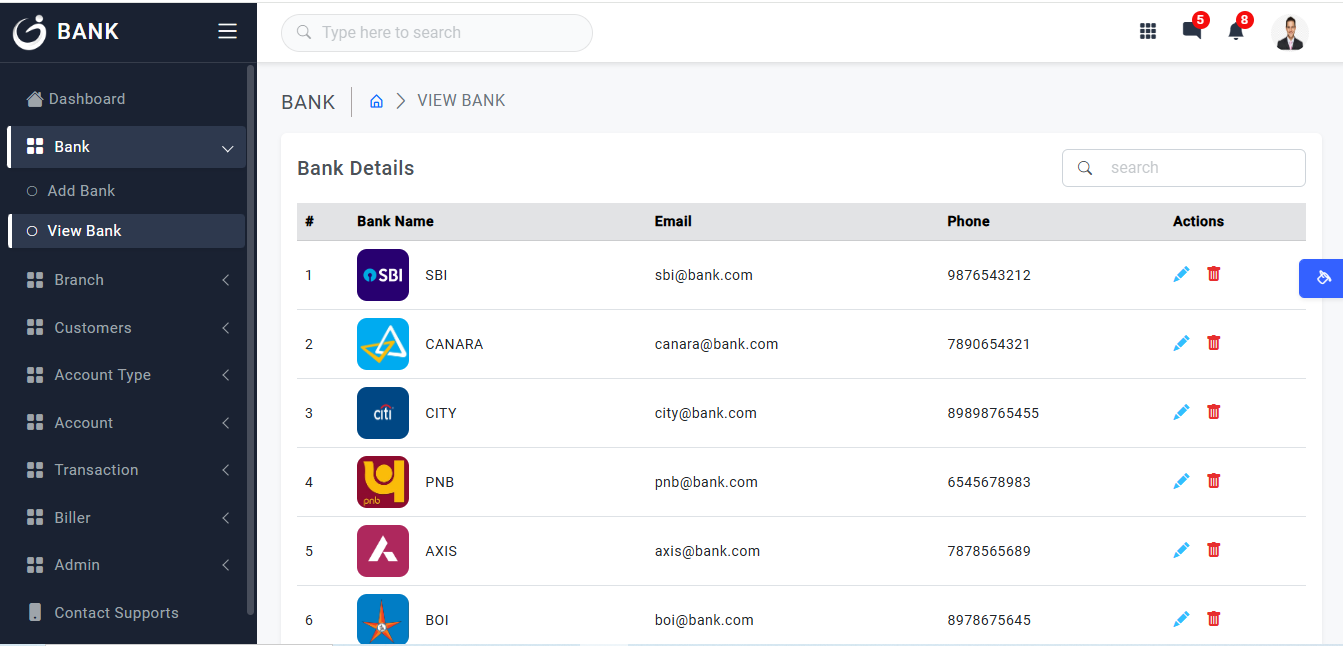 BANK
Type here to search
5
8
Dashboard
Bank
Add Bank
View Bank
Branch
Customers
Account Type
Account
Transaction
Biller
Admin
Contact Supports
BANK
VIEW BANK
Bank Details
search
# Bank Name Email Phone Actions
1 SBI SBI sbi@bank.com 9876543212
2 CANARA canara@bank.com 7890654321
3 citi CITY city@bank.com 89898765455
4 pnb PNB pnb@bank.com 6545678983
5 AXIS axis@bank.com 7878565689
6 BOI boi@bank.com 8978675645